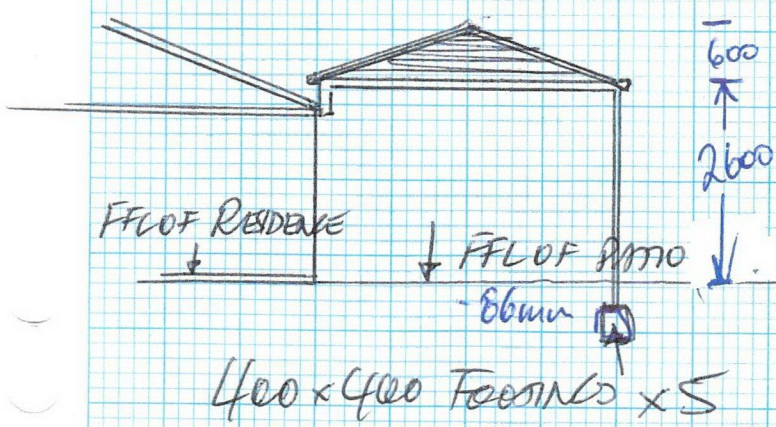 600
2600
FFL OF RESIDENCE
FFL OF PATIO
-86mm
400 x 400 FOOTINGS x 5